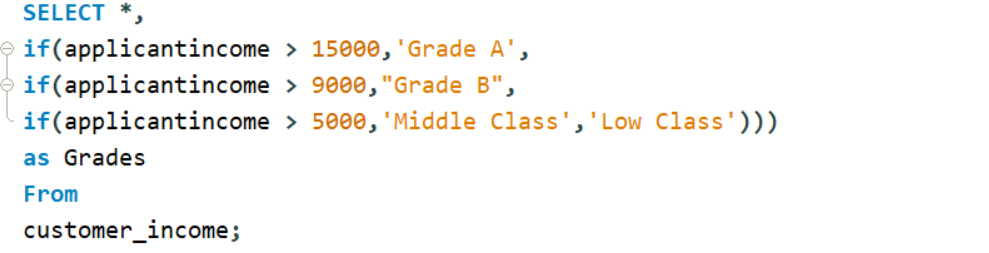 SELECT *,
if(applicantincome > 15000,'Grade A',
if(applicantincome > 9000,"Grade B",
if(applicantincome > 5000,'Middle Class','Low Class')))
as Grades
From
customer_income;